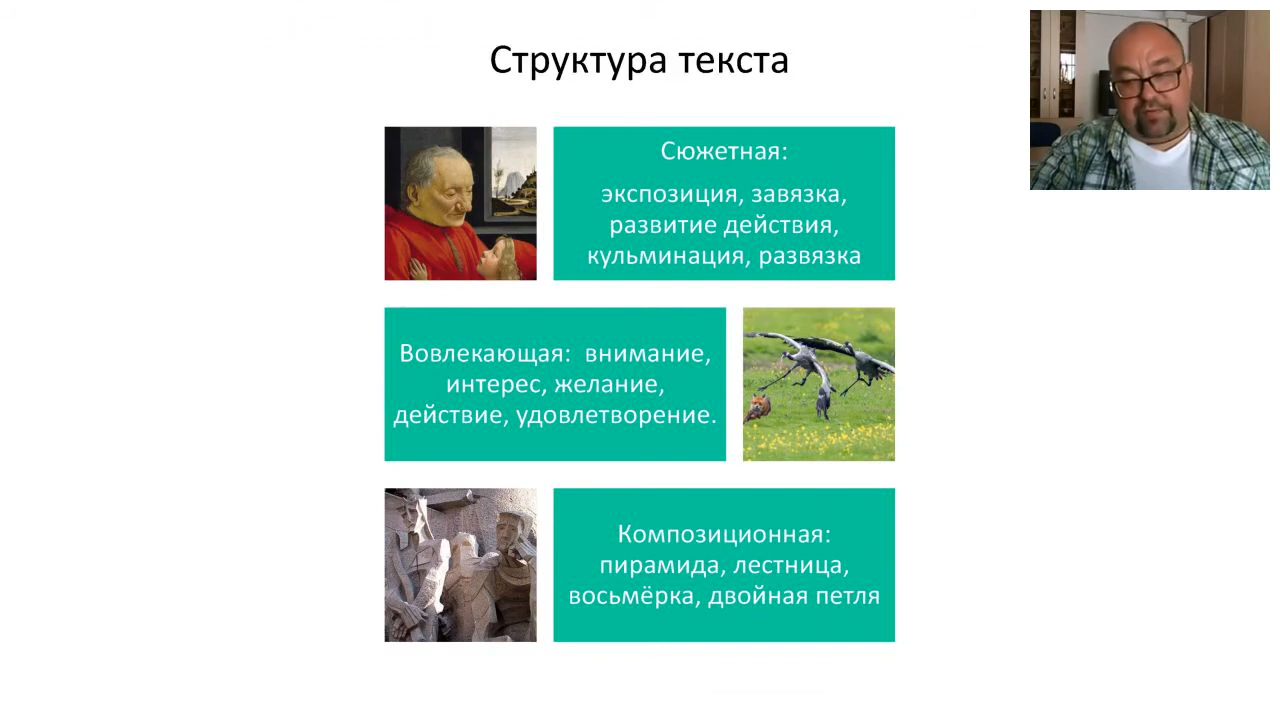 Структура текста
Сюжетная:
экспозиция, завязка,
развитие действия,
кульминация, развязка
Вовлекающая: внимание,
интерес, желание,
действие, удовлетворение.
Композиционная:
пирамида, лестница,
восьмёрка, двойная петля